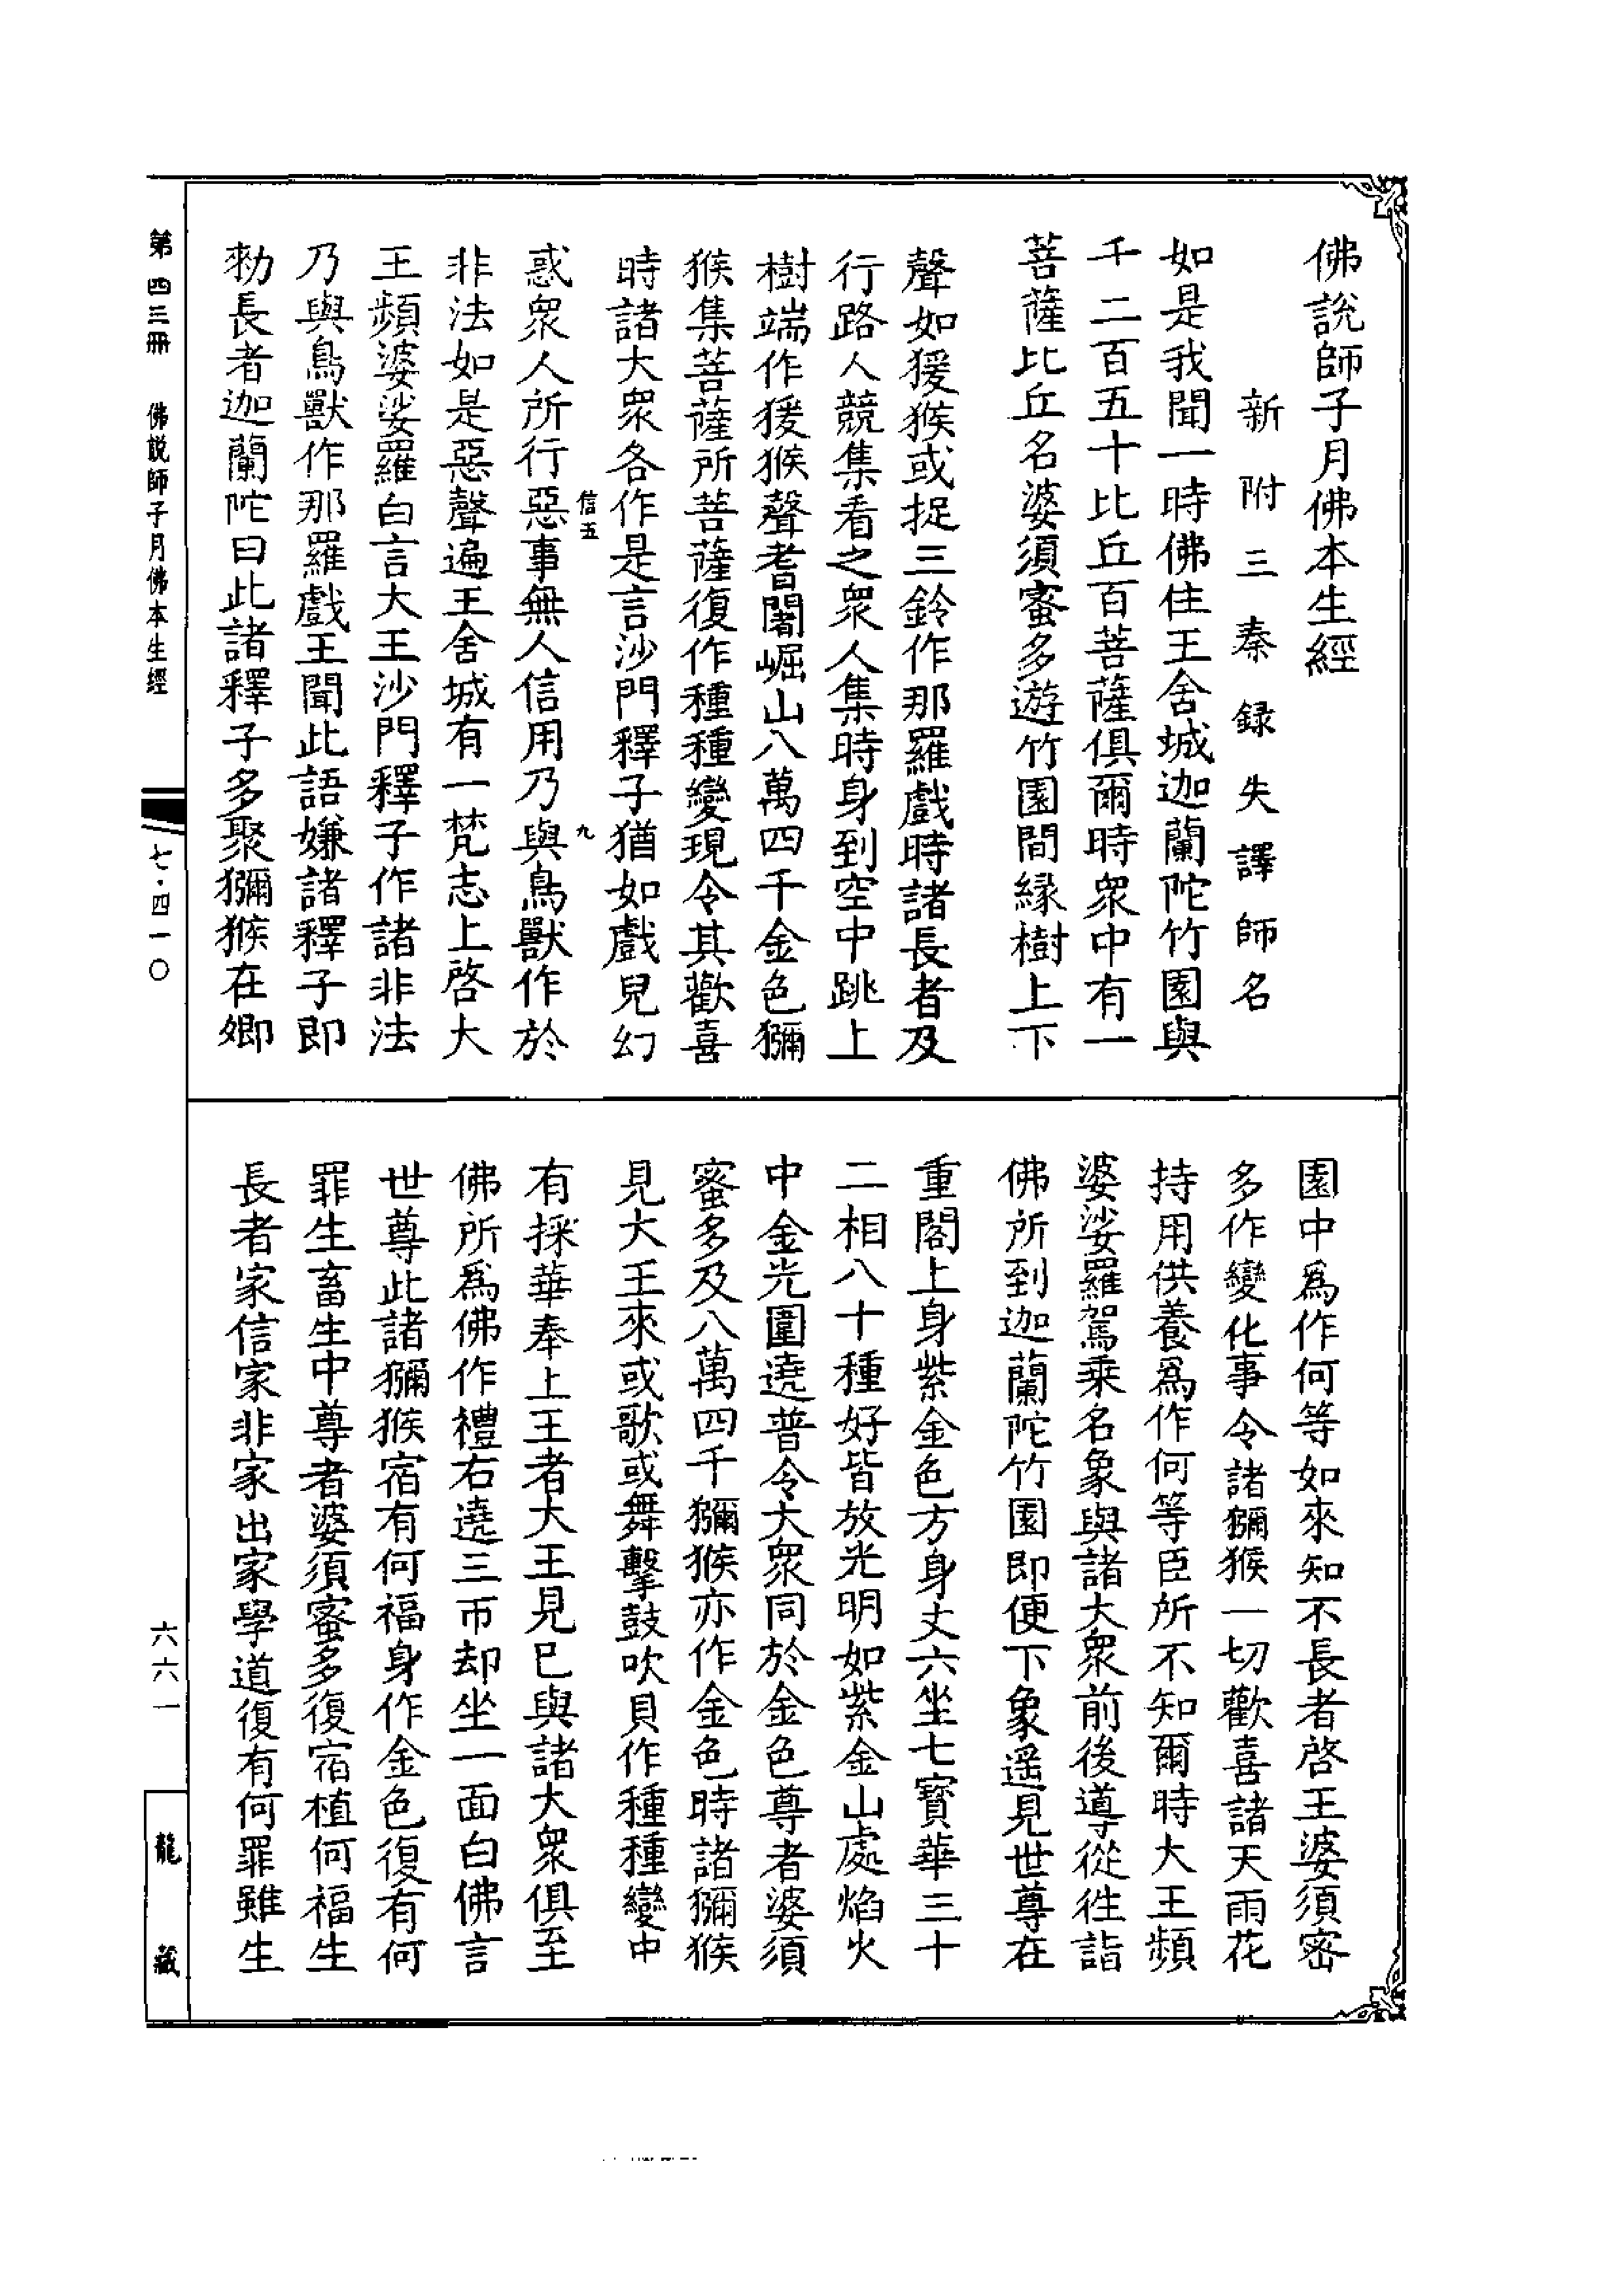 佛說師子月佛本生經
新附三秦録失譯師名
如是我聞一時佛住王舍城迦蘭陀竹園與
千二百五十比丘百菩薩俱爾時衆中有一
菩薩比丘名婆須蜜多遊竹園間緣樹上下
聲如猨猴或捉三鈴作那羅戲時諸長者及
行路人競集看之衆人集時身到空中跳上
樹端作猨猴聲耆闍崛山八萬四千金色獼
猴集菩薩所菩薩復作種種變現令其歡喜
時諸大衆各作是言沙門釋子猶如戲兒幻
惑衆人所行惡事無人信用乃與鳥獸作於
非法如是惡聲遍王舍城有一梵志上啓大
王頻婆娑羅白言大王沙門釋子作諸非法
乃與鳥獸作那羅戲王聞此語嫌諸釋子即
勑長者迦蘭陀曰此諸釋子多聚獼猴在卿
信五
九
園中爲作何等如來知不長者啓王婆須密
多作變化事令諸獼猴一切歡喜諸天雨花
持用供養爲作何等臣所不知爾時大王頻
婆娑羅駕乘名象與諸大衆前後導從徃詣
佛所到迦蘭陀竹園即便下象遥見世尊在
重閣上身紫金色方身丈六坐七寳華三十
二相八十種好皆放光明如紫金山處焰火
中金光圍遶普令大衆同於金色尊者婆須
蜜多及八萬四千獼猴亦作金色時諸獼猴
見大王來或歌或舞擊鼓吹貝作種種變中
有採華奉上王者大王見已與諸大衆俱至
佛所爲佛作禮右遶三帀却坐一面白佛言
世尊此諸獼猴宿有何福身作金色復有何
罪生畜生中尊者婆須蜜多復宿植何福生
長者家信家非家出家學道復有何罪雖生
第四三冊　佛説師子月佛本生經
七·四一〇
六六一
龍藏